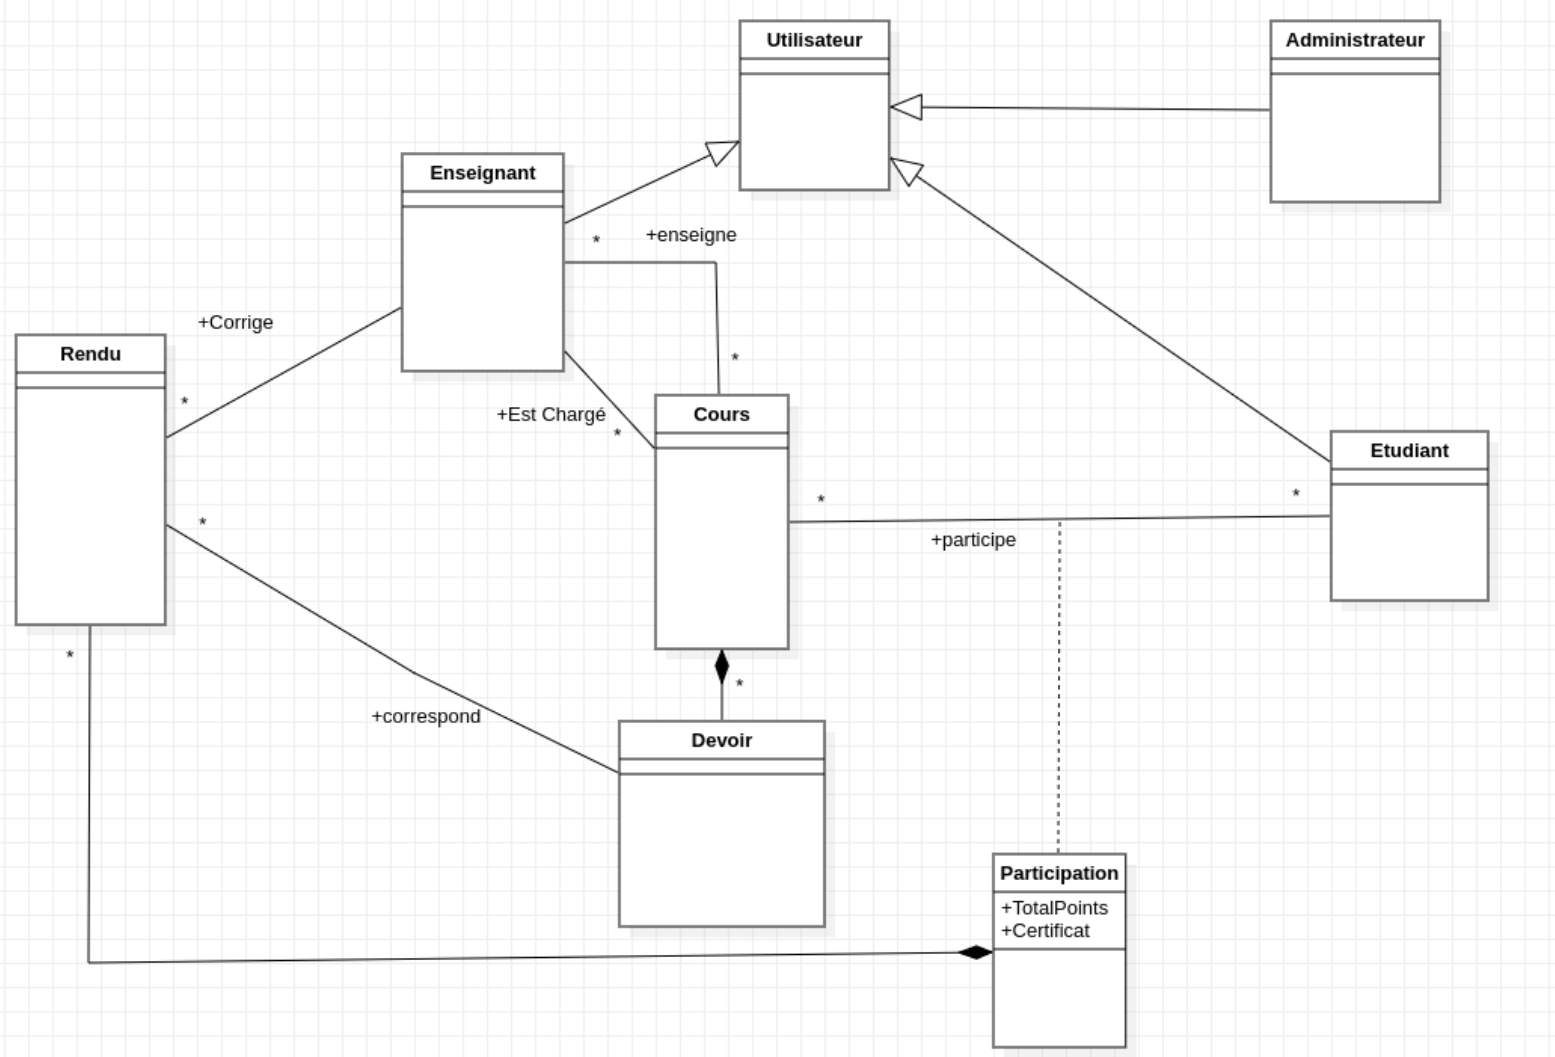 Utilisateur
Administrateur
Enseignant
*
+enseigne
+Corrige
*
Rendu
*
+Est Chargé
*
Cours
Etudiant
*
*
+participe
*
*
*
+correspond
Devoir
Participation
+TotalPoints
+Certificat